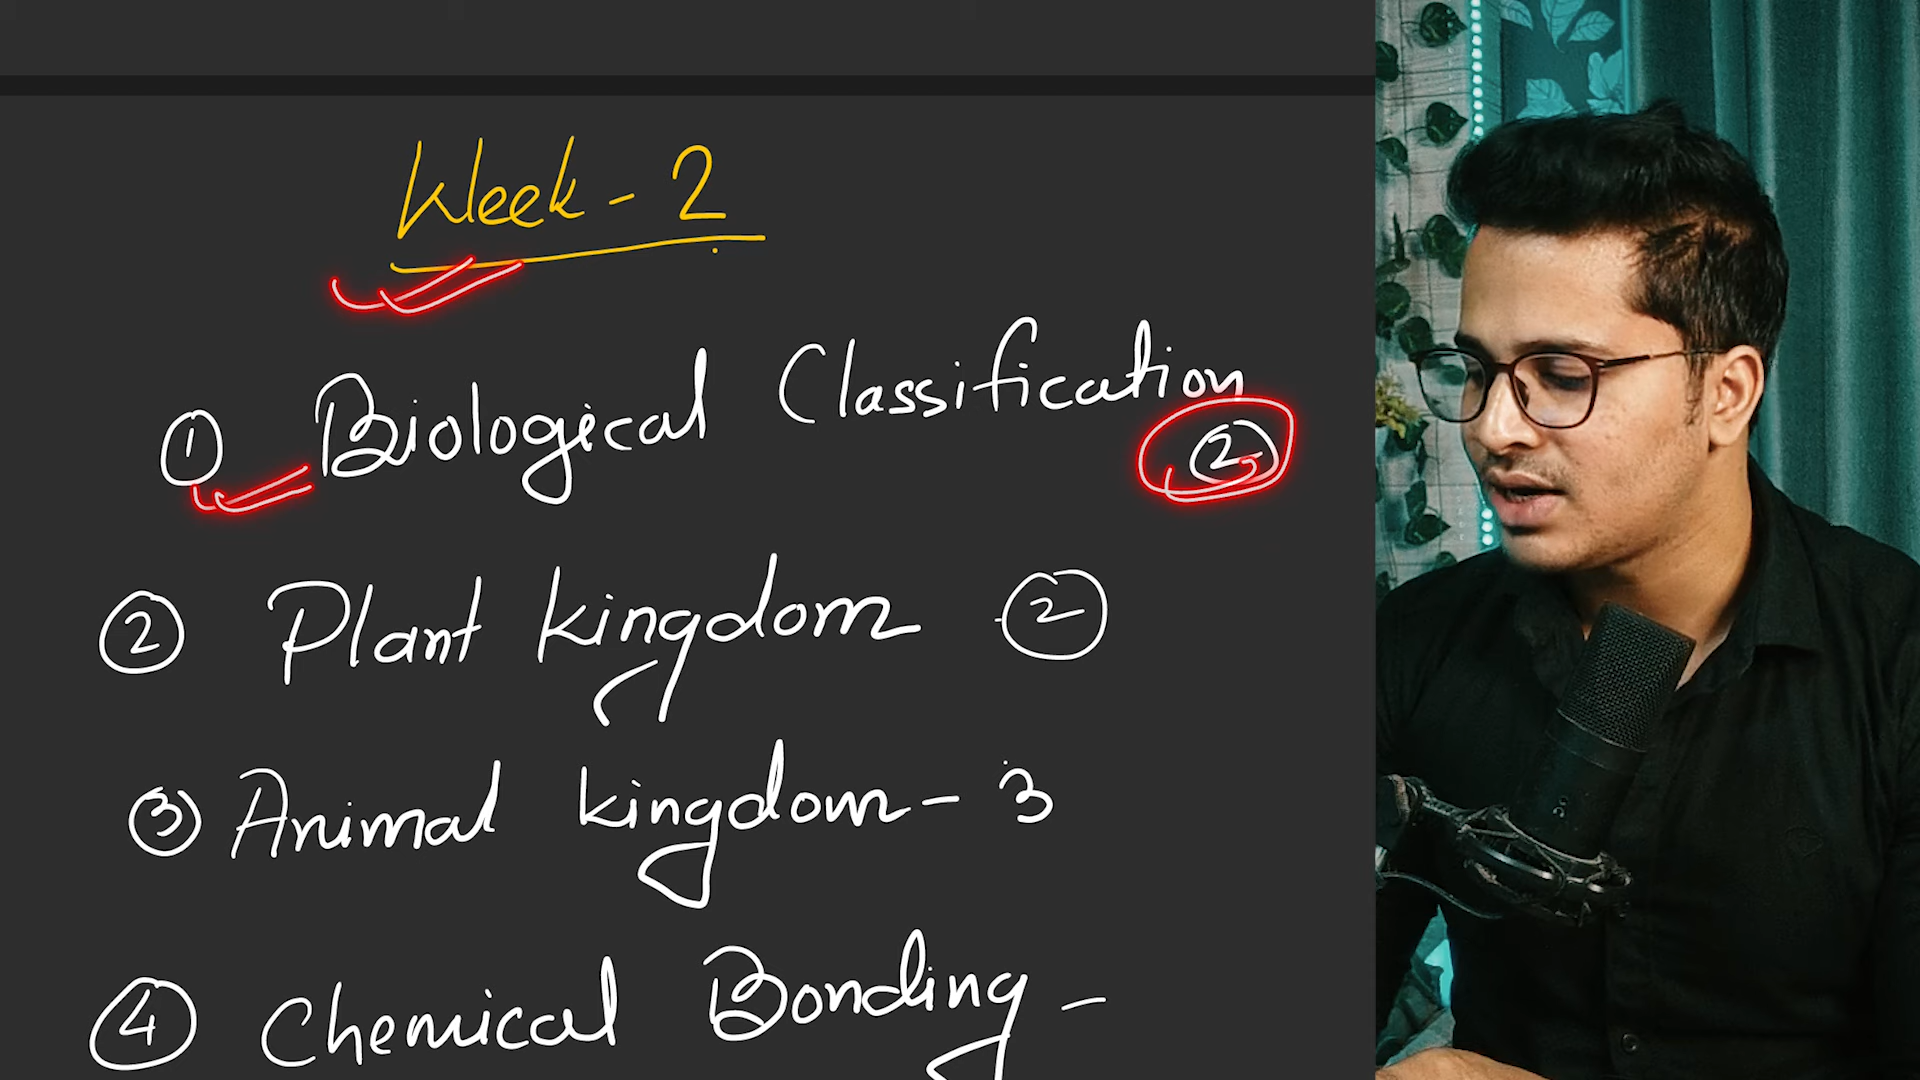 Week - 2
① Biological Classification
②
② Plant kingdom ②
③ Animal kingdom - 3
④ Chemical Bonding -